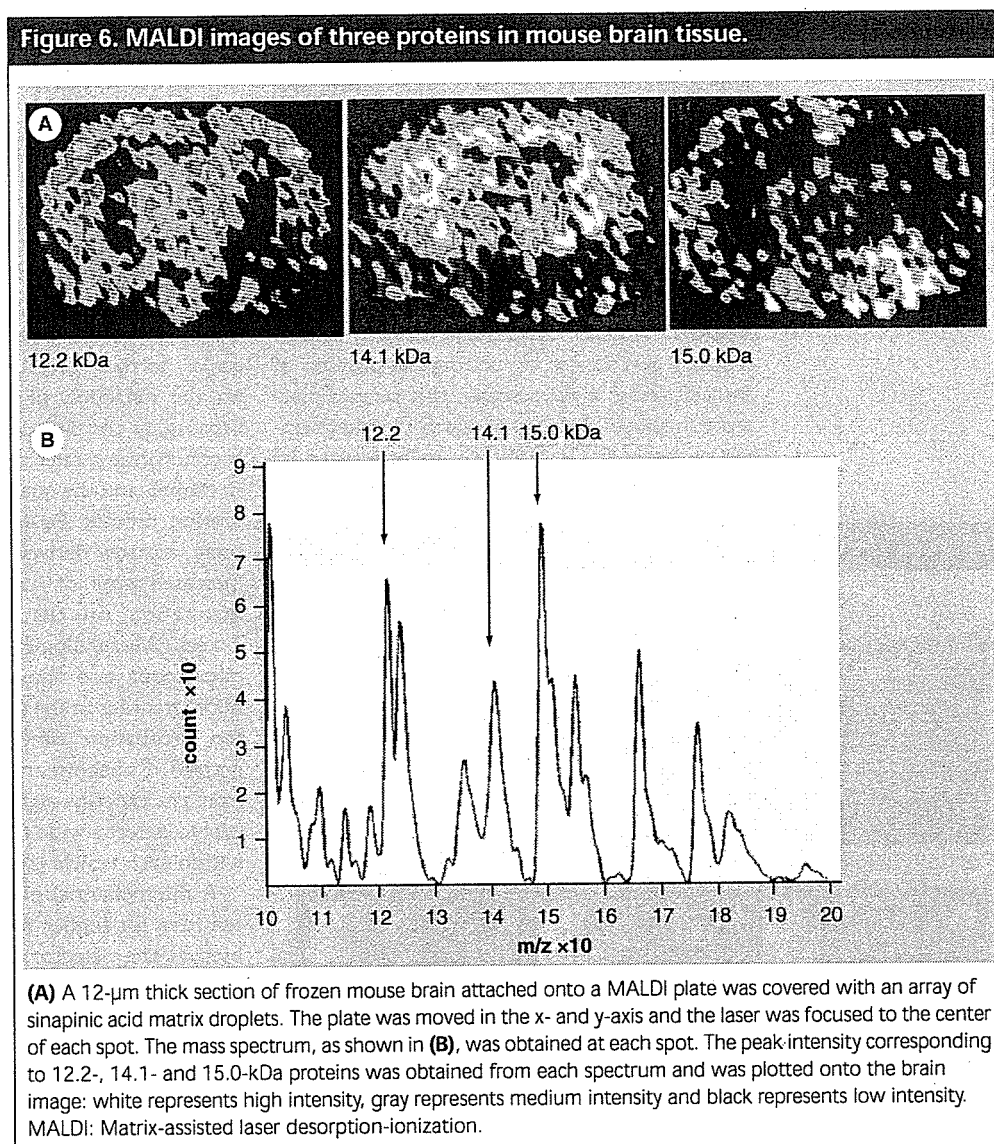 Figure 6. MALDI images of three proteins in mouse brain tissue.
A
12.2 kDa
14.1 kDa
15.0 kDa
B
12.2
14.1
15.0 kDa
9
8
7
6
5
4
3
2
1
count ×10
10 11 12 13 14 15 16 17 18 19 20
m/z ×10
(A) A 12-µm thick section of frozen mouse brain attached onto a MALDI plate was covered with an array of
sinapinic acid matrix droplets. The plate was moved in the x- and y-axis and the laser was focused to the center
of each spot. The mass spectrum, as shown in (B), was obtained at each spot. The peak intensity corresponding
to 12.2-, 14.1- and 15.0-kDa proteins was obtained from each spectrum and was plotted onto the brain
image: white represents high intensity, gray represents medium intensity and black represents low intensity.
MALDI: Matrix-assisted laser desorption-ionization.